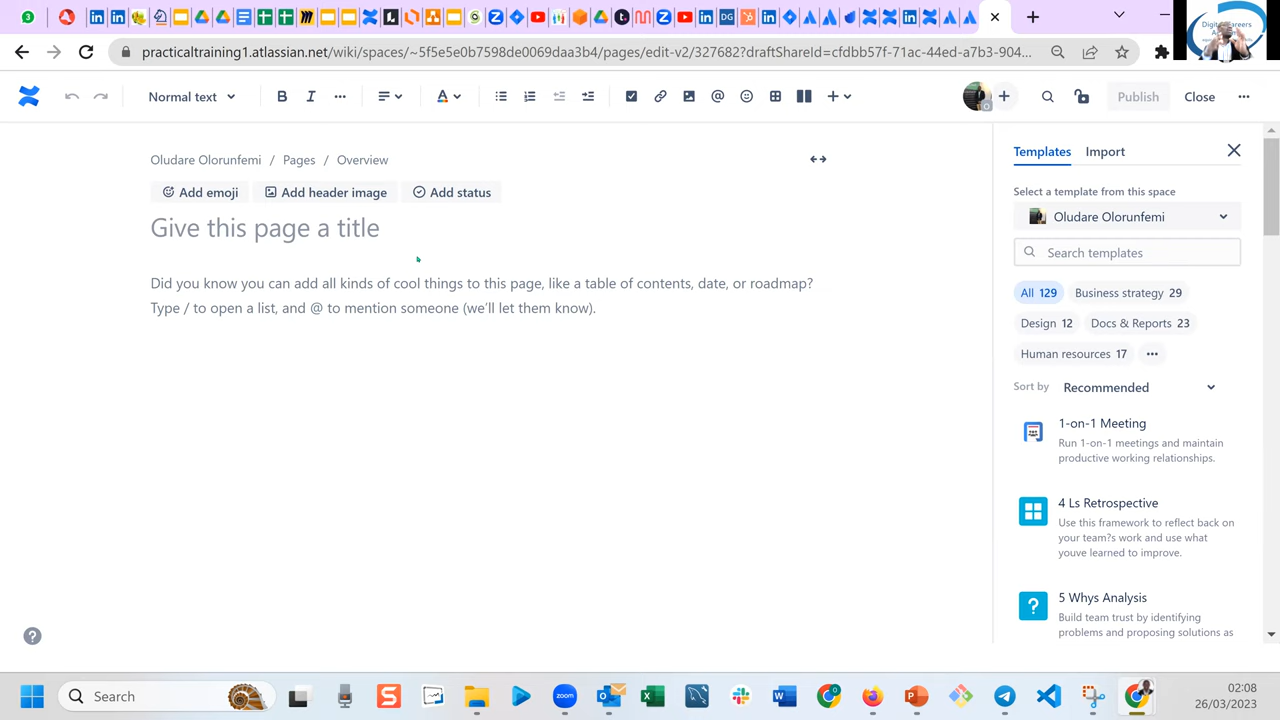 practicaltraining1.atlassian.net/wiki/spaces/~5f5e5e0b7598de0069daa3b4/pages/edit-v2/327682?draftShareId=cfdbb57f-71ac-44ed-a7b3-904...
Normal text
Publish
Close
Oludare Olorunfemi / Pages / Overview
Add emoji
Add header image
Add status
Give this page a title
Did you know you can add all kinds of cool things to this page, like a table of contents, date, or roadmap?
Type / to open a list, and @ to mention someone (we’ll let them know).
Templates
Import
Select a template from this space
Oludare Olorunfemi
Search templates
All 129
Business strategy 29
Design 12
Docs & Reports 23
Human resources 17
Sort by
Recommended
1-on-1 Meeting
Run 1-on-1 meetings and maintain
productive working relationships.
4 Ls Retrospective
Use this framework to reflect back on
your team?s work and use what
youve learned to improve.
5 Whys Analysis
Build team trust by identifying
problems and proposing solutions as
Search
zoom
02:08
26/03/2023